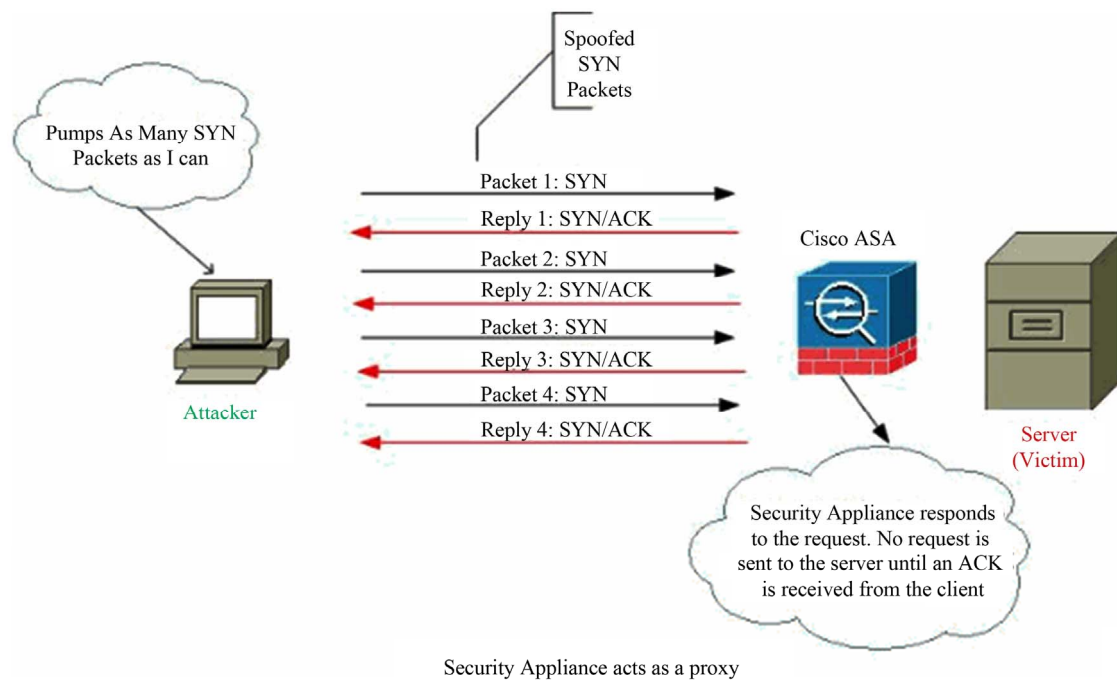 Spoofed
SYN
Packets
Pumps As Many SYN
Packets as I can
Packet 1: SYN
Reply 1: SYN/ACK
Packet 2: SYN
Reply 2: SYN/ACK
Packet 3: SYN
Reply 3: SYN/ACK
Packet 4: SYN
Reply 4: SYN/ACK
Attacker
Cisco ASA
Server
(Victim)
Security Appliance responds
to the request. No request is
sent to the server until an ACK
is received from the client
Security Appliance acts as a proxy